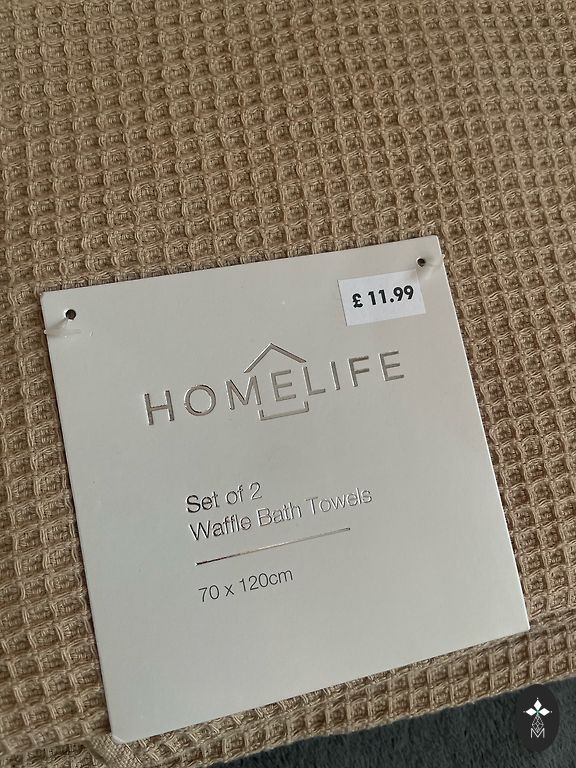 £ 11.99
HOMELIFE
Set of 2
Waffle Bath Towels
70 x 120cm